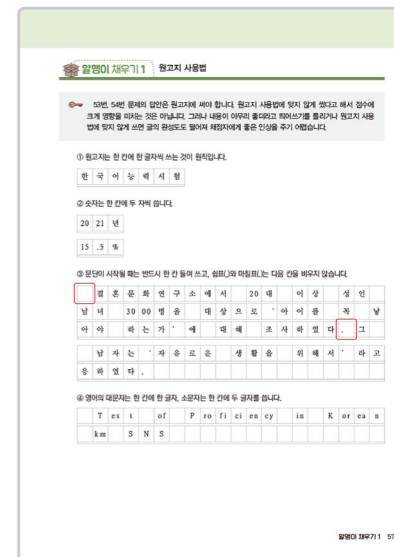 알맹이 채우기 1 원고지 사용법
53번, 54번 문제의 답안은 원고지에 써야 합니다. 원고지 사용법에 맞지 않게 썼다고 해서 점수에
크게 영향을 미치는 것은 아닙니다. 그러나 내용이 아무리 좋더라고 띄어쓰기를 틀리거나 원고지 사용
법에 맞지 않게 쓰면 글의 완성도도 떨어져 채점자에게 좋은 인상을 주기 어렵습니다.
① 원고지는 한 칸에 한 글자씩 쓰는 것이 원칙입니다.
한 국 어 능 력 시 험
② 숫자는 한 칸에 두 자씩 씁니다.
20 21 년
15 .5 %
③ 문단이 시작될 때는 반드시 한 칸 들여 쓰고, 쉼표(,)와 마침표(.)는 다음 칸을 비우지 않습니다.
결 혼 문 화 연 구 소 에 서 20 대 이 상 성 인
남 녀 30 00 명 을 대 상 으 로 ‘ 아 이 를 꼭 낳
아 야 하 는 가 ’ 에 대 해 조 사 하 였 다 . 그
남 자 는 ‘ 자 유 로 운 생 활 을 위 해 서 ’ 라 고
응 하 였 다 .
④ 영어의 대문자는 한 칸에 한 글자, 소문자는 한 칸에 두 글자를 씁니다.
T es t of P ro fi ci en cy in K or ea n
km S N S
알맹이 채우기 1 57